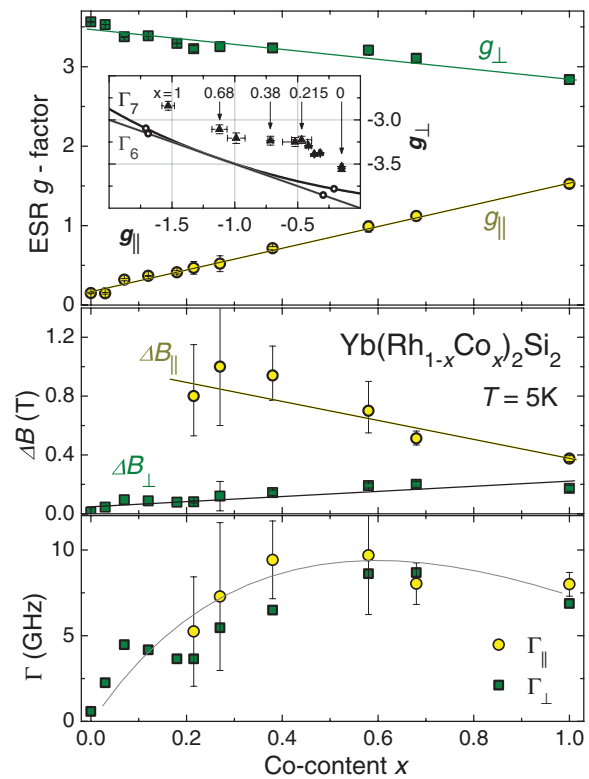 3
2
1
0
ESR g - factor
g⊥
g∥
Γ7
Γ6
x=1
0.68
0.38
0.215
0
-3.0
-3.5
g⊥
-1.5
-1.0
-0.5
g∥
1.2
0.8
0.4
0.0
ΔB (T)
ΔB∥
ΔB⊥
Yb(Rh1-xCox)2Si2
T = 5K
10
5
0
Γ (GHz)
Γ∥
Γ⊥
0.0
0.2
0.4
0.6
0.8
1.0
Co-content x